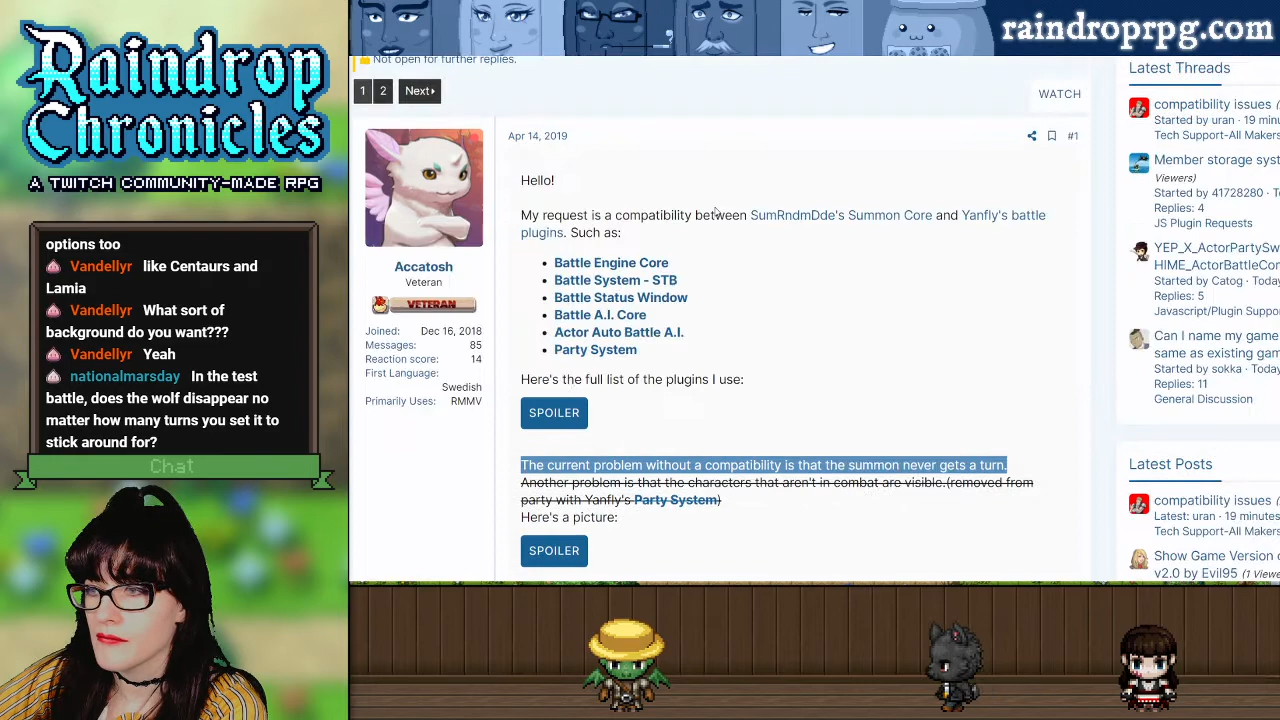 Raindrop
Chronicles
A TWITCH COMMUNITY-MADE RPG
options too
Vandellyr like Centaurs and
Lamia
Vandellyr What sort of
background do you want???
Vandellyr Yeah
nationalmarsday In the test
battle, does the wolf disappear no
matter how many turns you set it to
stick around for?
Chat
raindroprpg.com
Not open for further replies.
1 2 Next
WATCH
Apr 14, 2019
#1
Accatosh
Veteran
VETERAN
Joined: Dec 16, 2018
Messages: 85
Reaction score: 14
First Language:
Swedish
Primarily Uses: RMMV
Hello!
My request is a compatibility between SumRndmDde's Summon Core and Yanfly's battle
plugins. Such as:
• Battle Engine Core
• Battle System - STB
• Battle Status Window
• Battle A.I. Core
• Actor Auto Battle A.I.
• Party System
Here's the full list of the plugins I use:
SPOILER
The current problem without a compatibility is that the summon never gets a turn.
Another problem is that the characters that aren't in combat are visible.(removed from
party with Yanfly's Party System)
Here's a picture:
SPOILER
Latest Threads
compatibility issues
Started by uran · 19 min
Tech Support-All Makers
Member storage syst
Viewers)
Started by 41728280 ·
Replies: 4
JS Plugin Requests
YEP_X_ActorPartySw
HIME_ActorBattleCor
Started by Catog · Today
Replies: 5
Javascript/Plugin Suppo
Can I name my game
same as existing gam
Started by sokka · Today
Replies: 11
General Discussion
Latest Posts
compatibility issues
Latest: uran · 19 minutes
Tech Support-All Makers
Show Game Version o
v2.0 by Evil95 (1 Viewe